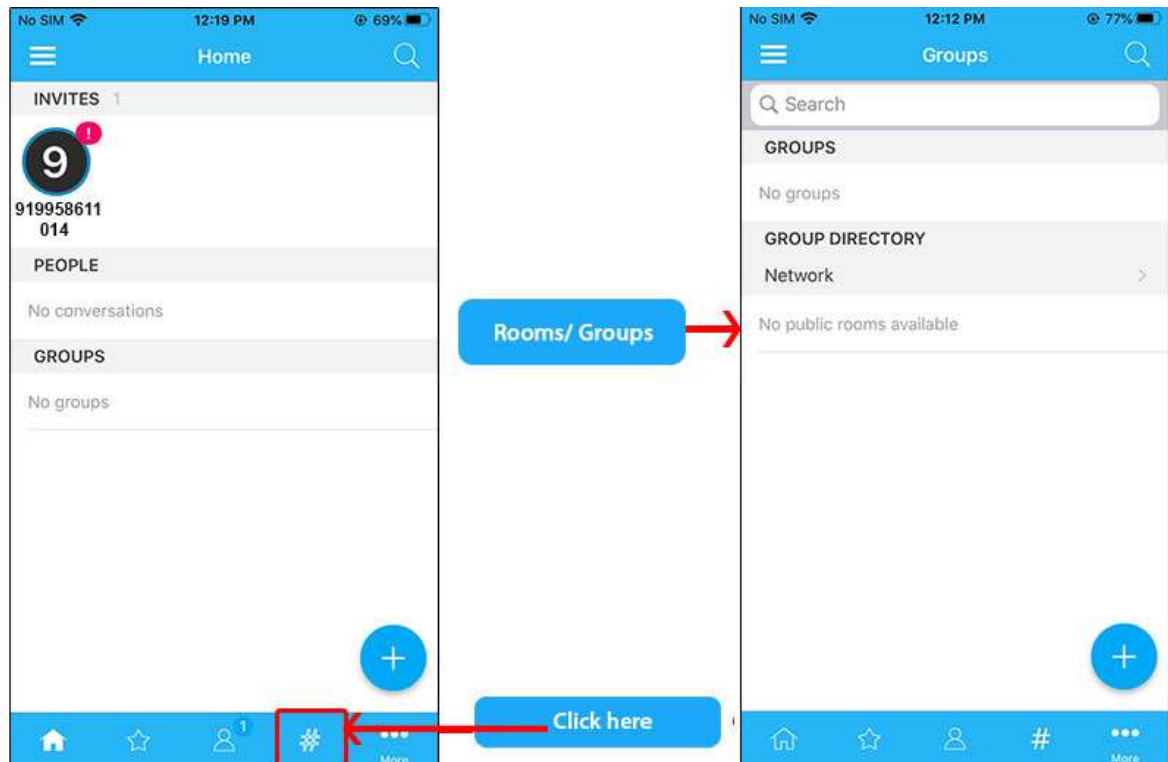 No SIM 12:19 PM 69%
Home
INVITES 1
!
9
919958611
014
PEOPLE
No conversations
GROUPS
No groups
+
1
#
More
Rooms/ Groups
Click here
No SIM 12:12 PM 77%
Groups
Search
GROUPS
No groups
GROUP DIRECTORY
Network
No public rooms available
+
#
More